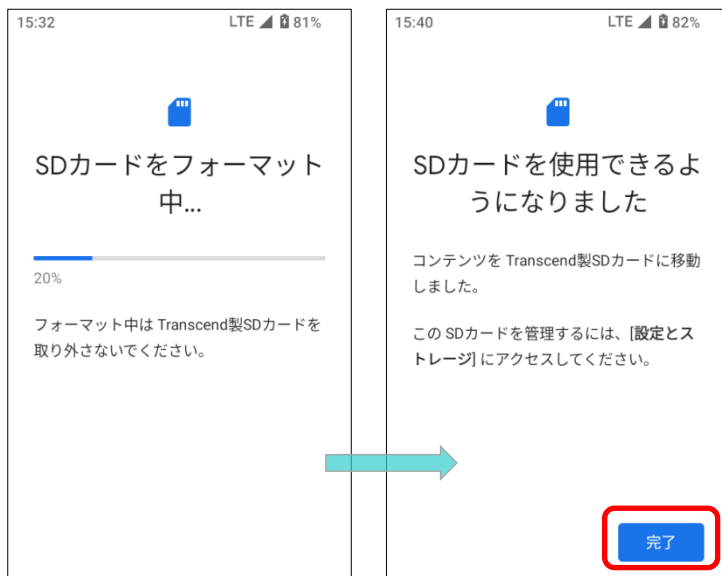 15:32 LTE 81%
SDカードをフォーマット
中...
20%
フォーマット中は Transcend製SDカードを
取り外さないでください。
15:40 LTE 82%
SDカードを使用できるよ
うになりました
コンテンツを Transcend製SDカードに移動
しました。
この SDカードを管理するには、[設定とス
トレージ] にアクセスしてください。
完了